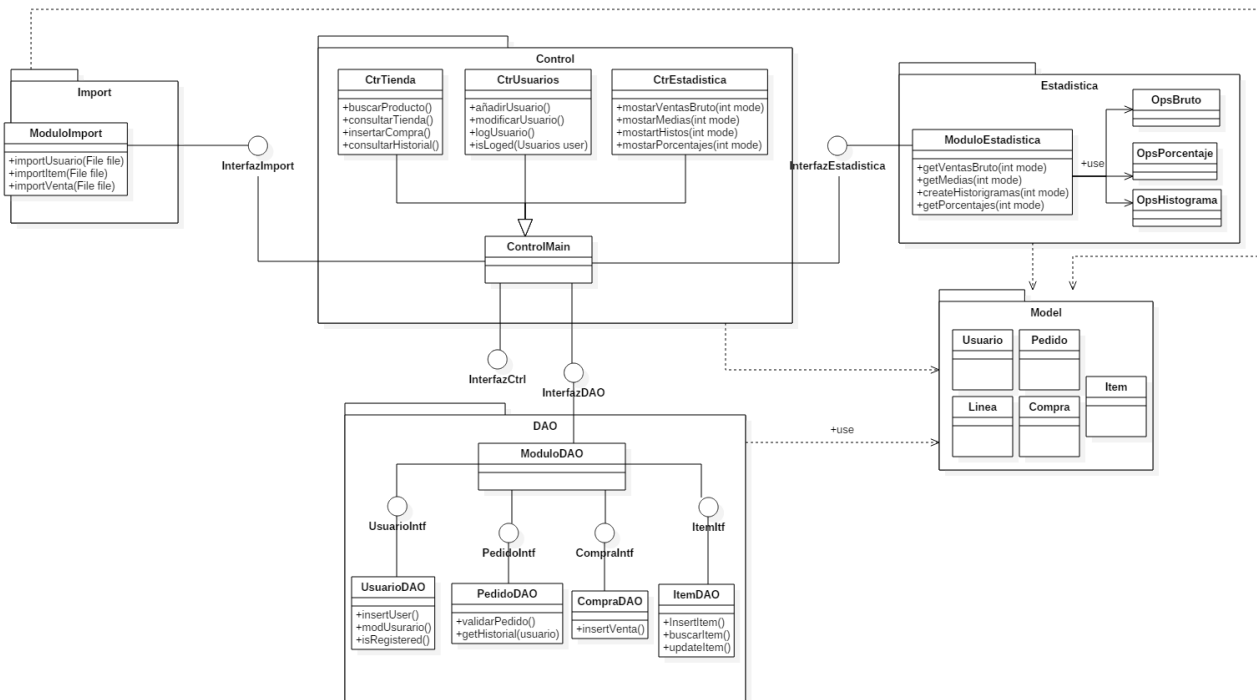 Import
ModuloImport
+importUsuario(File file)
+importItem(File file)
+importVenta(File file)
InterfazImport
Control
CtrTienda
+buscarProducto()
+consultarTienda()
+insertarCompra()
+consultarHistorial()
CtrUsuarios
+añadirUsuario()
+modificarUsuario()
+logUsuario()
+isLoged(Usuarios user)
CtrEstadistica
+mostarVentasBruto(int mode)
+mostarMedias(int mode)
+mostartHistos(int mode)
+mostarPorcentajes(int mode)
ControlMain
InterfazEstadistica
Estadistica
ModuloEstadistica
+getVentasBruto(int mode)
+getMedias(int mode)
+createHistorigramas(int mode)
+getPorcentajes(int mode)
+use
OpsBruto
OpsPorcentaje
OpsHistograma
InterfazCtrl
InterfazDAO
Model
Usuario
Pedido
Item
Linea
Compra
+use
DAO
ModuloDAO
UsuarioIntf
PedidoIntf
CompraIntf
ItemItf
UsuarioDAO
+insertUser()
+modUsurario()
+isRegistered()
PedidoDAO
+validarPedido()
+getHistorial(usuario)
CompraDAO
+insertVenta()
ItemDAO
+InsertItem()
+buscarItem()
+updateItem()